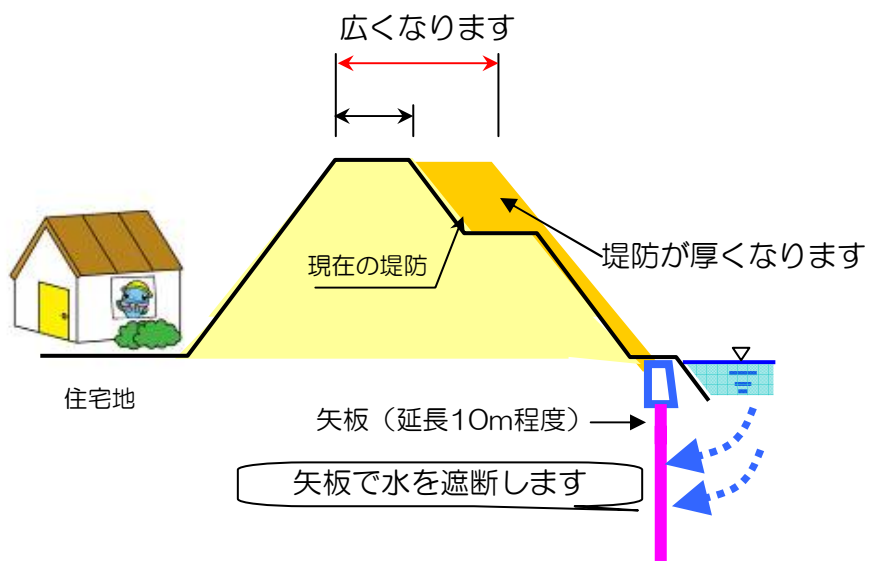 広くなります
現在の堤防
堤防が厚くなります
住宅地
矢板（延長10m程度）
矢板で水を遮断します